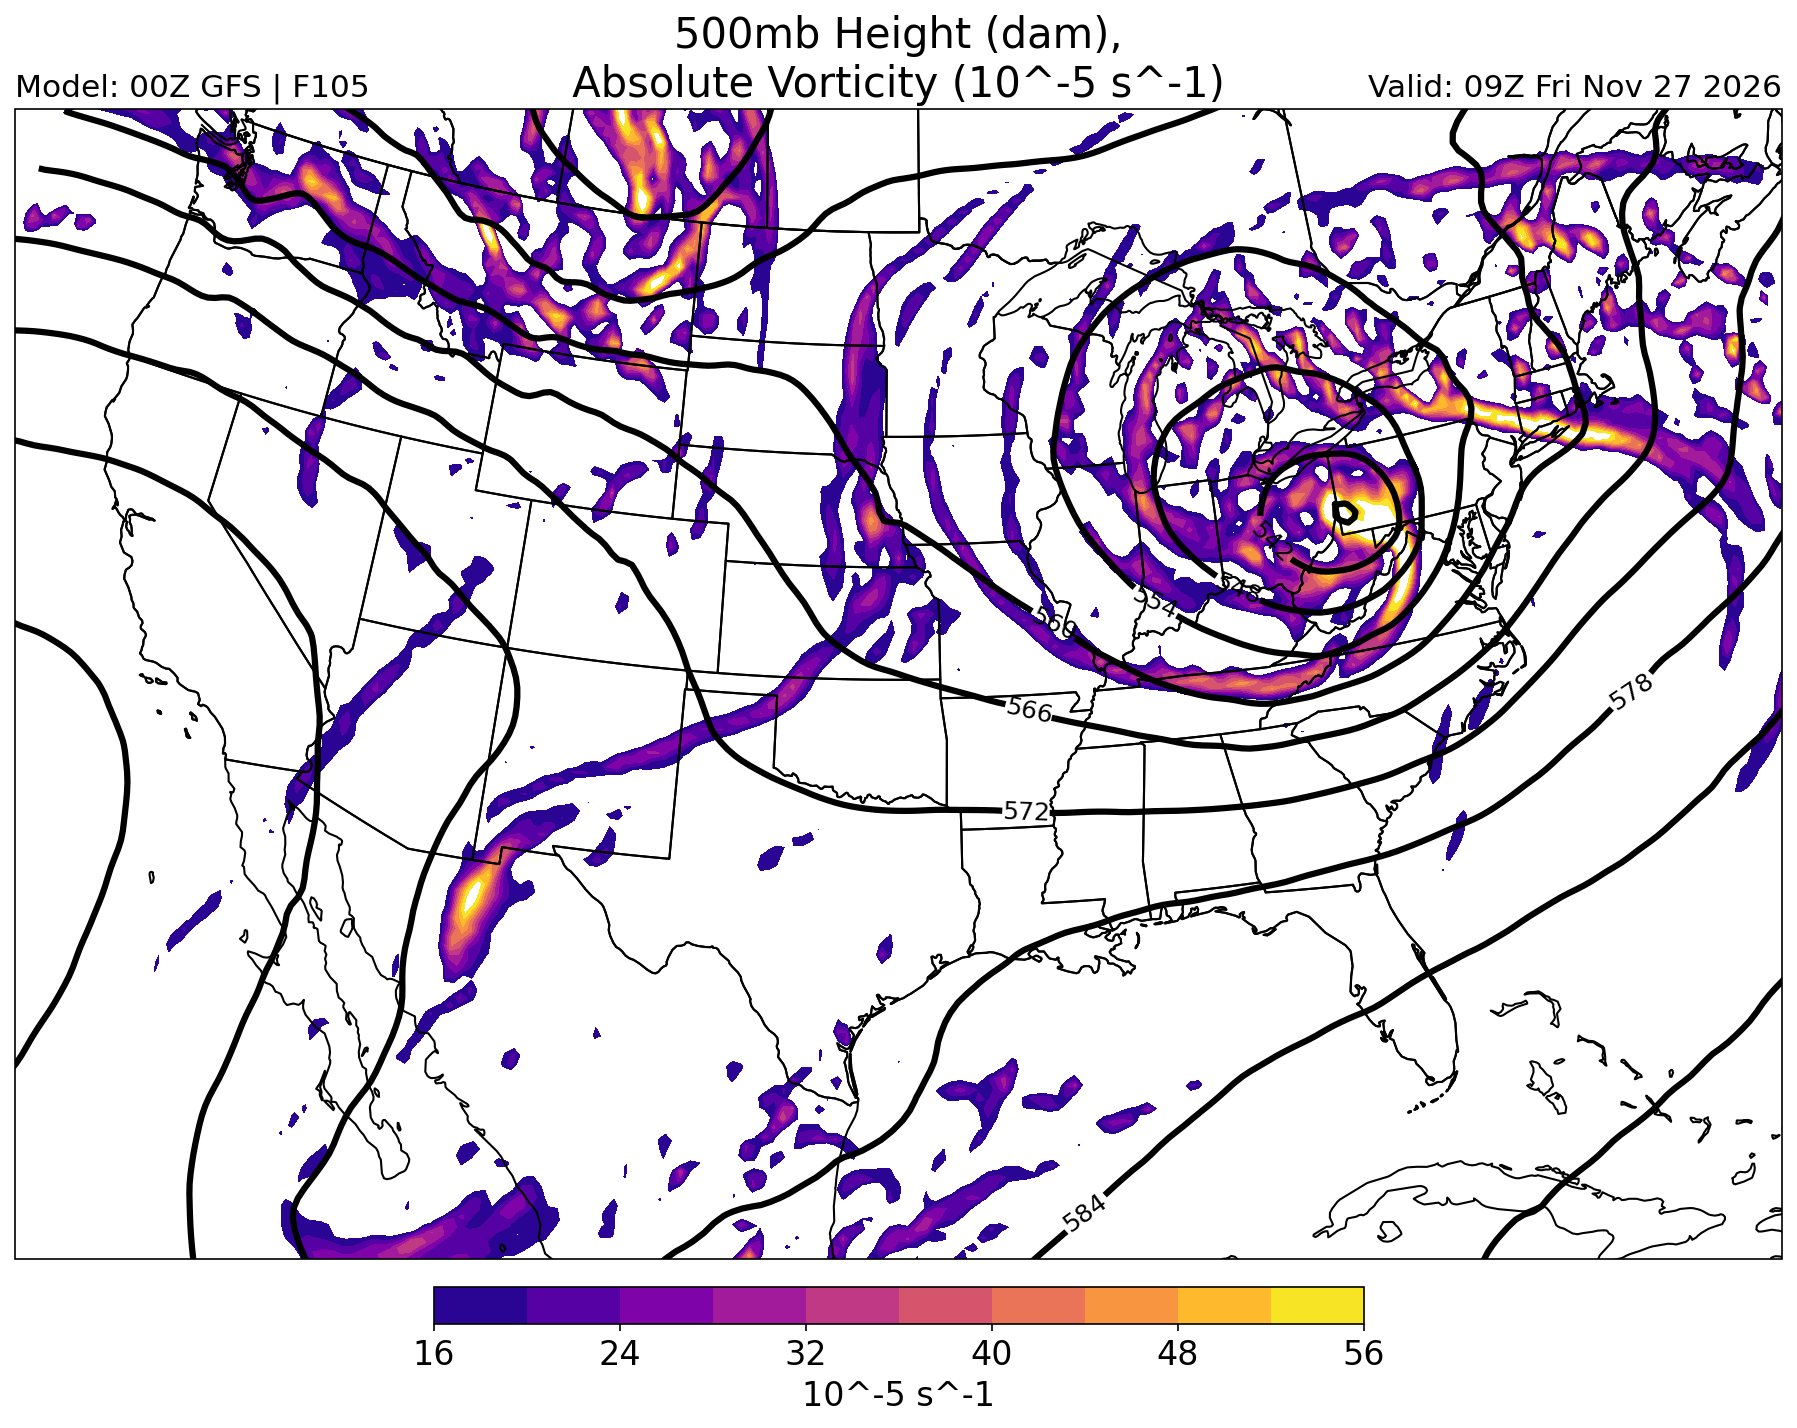 500mb Height (dam),
Model: 00Z GFS | F105
Absolute Vorticity (10^-5 s^-1)
Valid: 09Z Fri Nov 27 2026
542
548
554
560
566
572
578
584
16 24 32 40 48 56
10^-5 s^-1